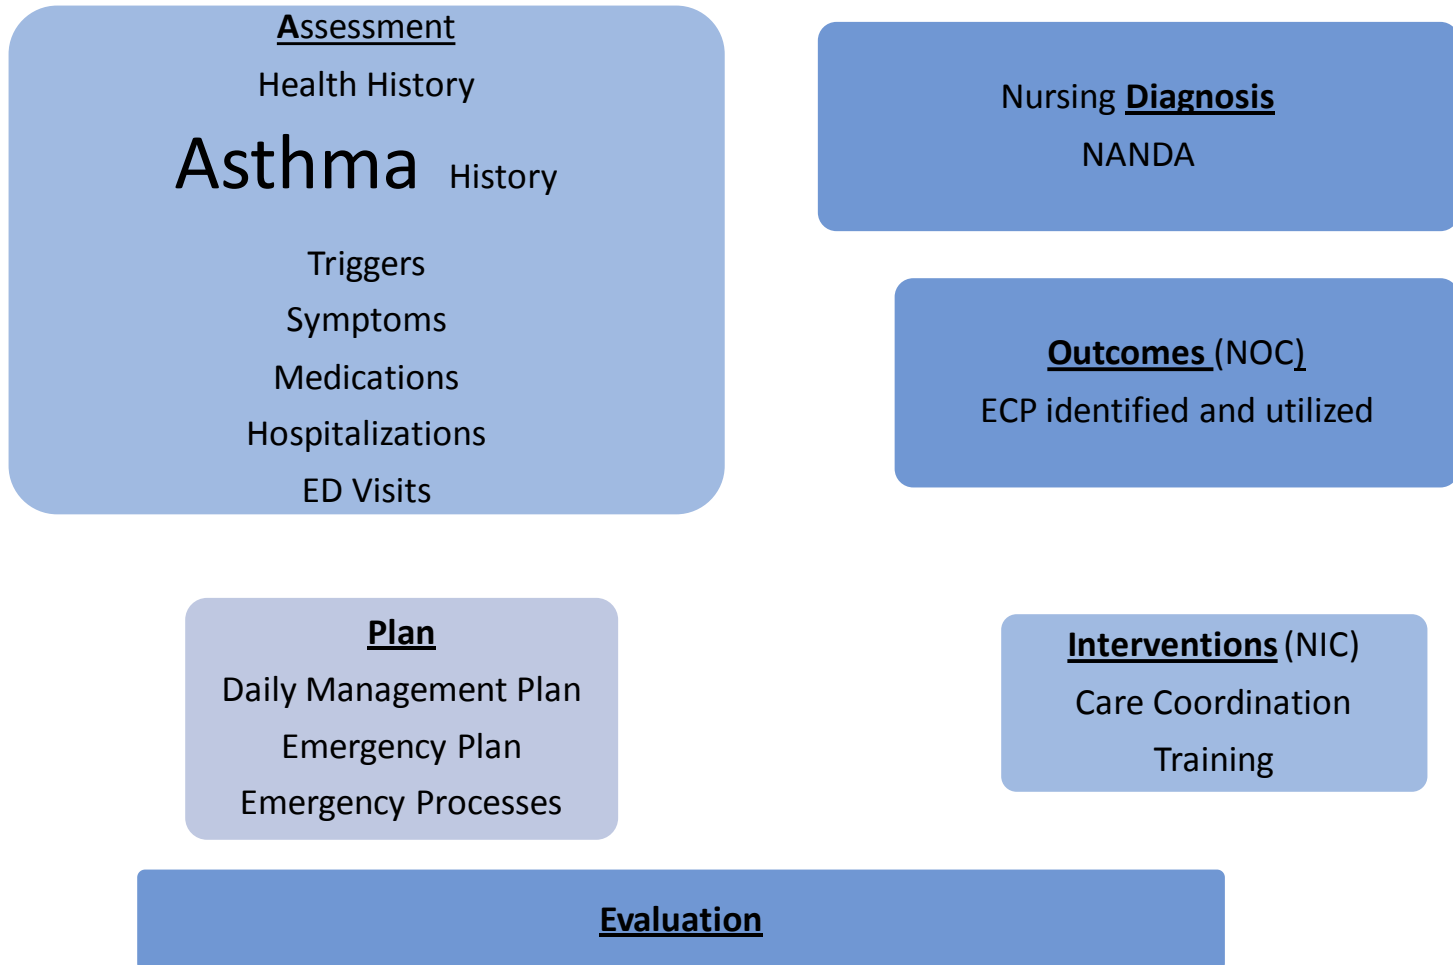 Assessment
Health History
Asthma History
Triggers
Symptoms
Medications
Hospitalizations
ED Visits
Nursing Diagnosis
NANDA
Outcomes (NOC)
ECP identified and utilized
Plan
Daily Management Plan
Emergency Plan
Emergency Processes
Interventions (NIC)
Care Coordination
Training
Evaluation